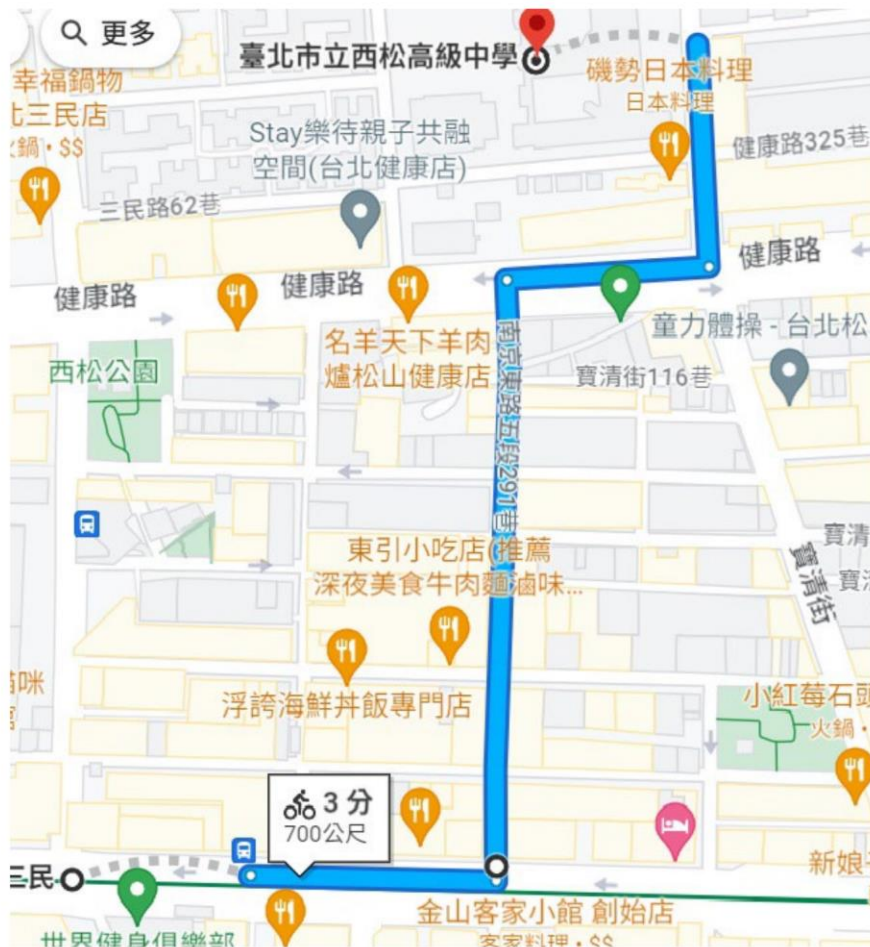 更多
臺北市立西松高級中學
幸福鍋物
北三民店
火鍋・$$
磯勢日本料理
日本料理
Stay樂待親子共融
空間(台北健康店)
健康路325巷
三民路62巷
健康路
健康路
健康路
名羊天下羊肉
爐松山健康店
童力體操 - 台北松
西松公園
寶清街116巷
南京東路五段291巷
東引小吃店(推薦
深夜美食牛肉麵滷味...
寶清
寶清街
浮誇海鮮丼飯專門店
小紅莓石頭
火鍋・
3 分
700公尺
三民
新娘
金山客家小館 創始店
客家料理・$$
世界健身俱樂部